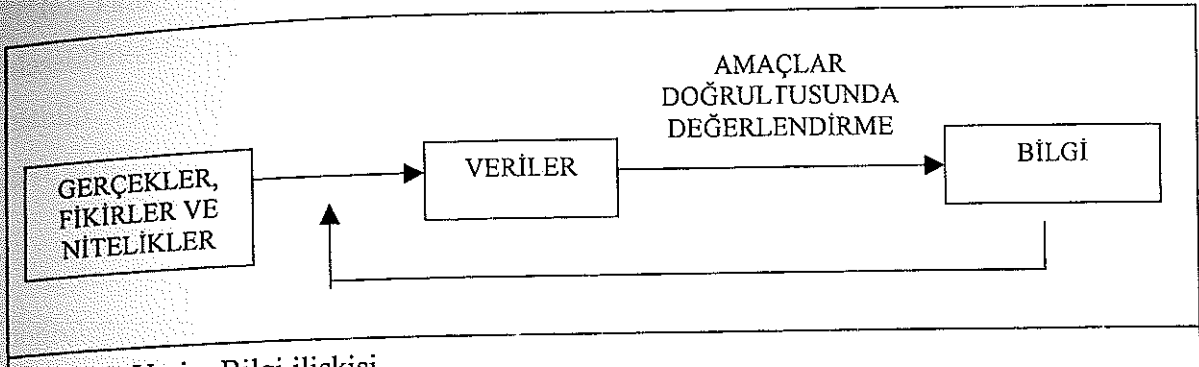 GERÇEKLER,
FİKİRLER VE
NİTELİKLER
VERİLER
AMAÇLAR
DOĞRULTUSUNDA
DEĞERLENDİRME
BİLGİ
Bilgi ilişkisi